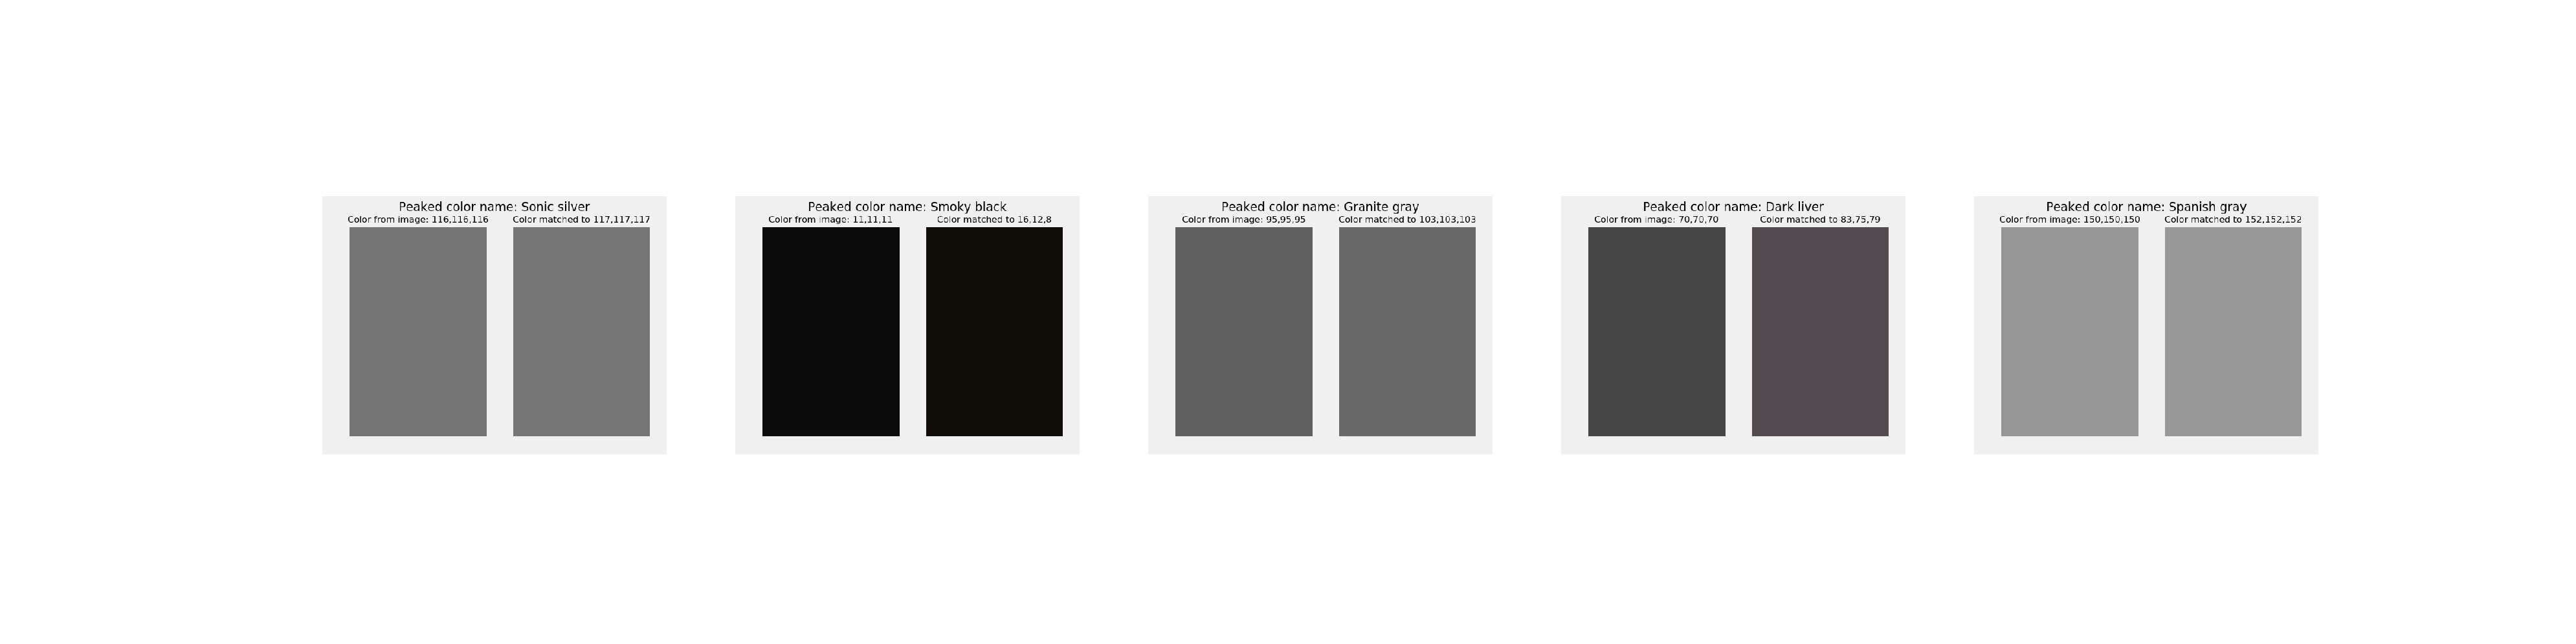 Peaked color name: Sonic silver
Color from image: 116,116,116
Color matched to 117,117,117
Peaked color name: Smoky black
Color from image: 11,11,11
Color matched to 16,12,8
Peaked color name: Granite gray
Color from image: 95,95,95
Color matched to 103,103,103
Peaked color name: Dark liver
Color from image: 70,70,70
Color matched to 83,75,79
Peaked color name: Spanish gray
Color from image: 150,150,150
Color matched to 152,152,152